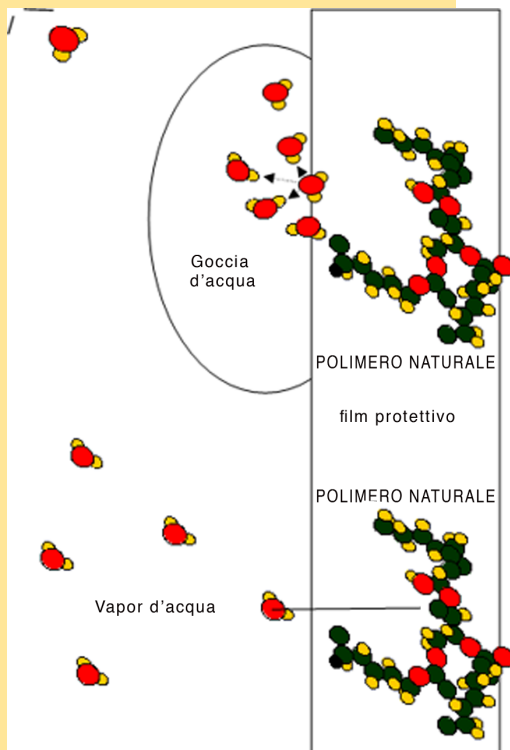 Goccia
d'acqua
POLIMERO NATURALE
film protettivo
POLIMERO NATURALE
Vapor d'acqua